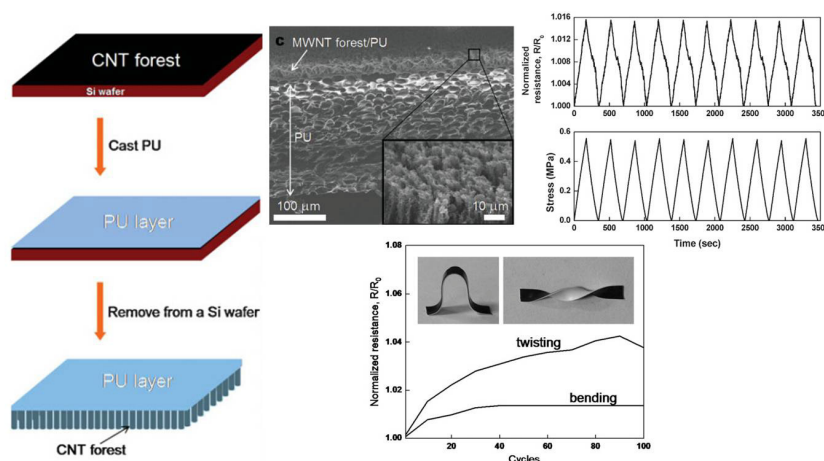 CNT forest
Si wafer
Cast PU
PU layer
Remove from a Si wafer
PU layer
CNT forest
c
MWNT forest/PU
PU
100 μm
10 μm
Normalized
resistance, R/R₀
1.016
1.012
1.008
1.004
1.000
0 500 1000 1500 2000 2500 3000 350
Stress (MPa)
0.6
0.4
0.2
0.0
0 500 1000 1500 2000 2500 3000 350
Time (sec)
Normalized resistance, R/R₀
1.08
1.06
1.04
1.02
1.00
twisting
bending
20 40 60 80 100
Cycles